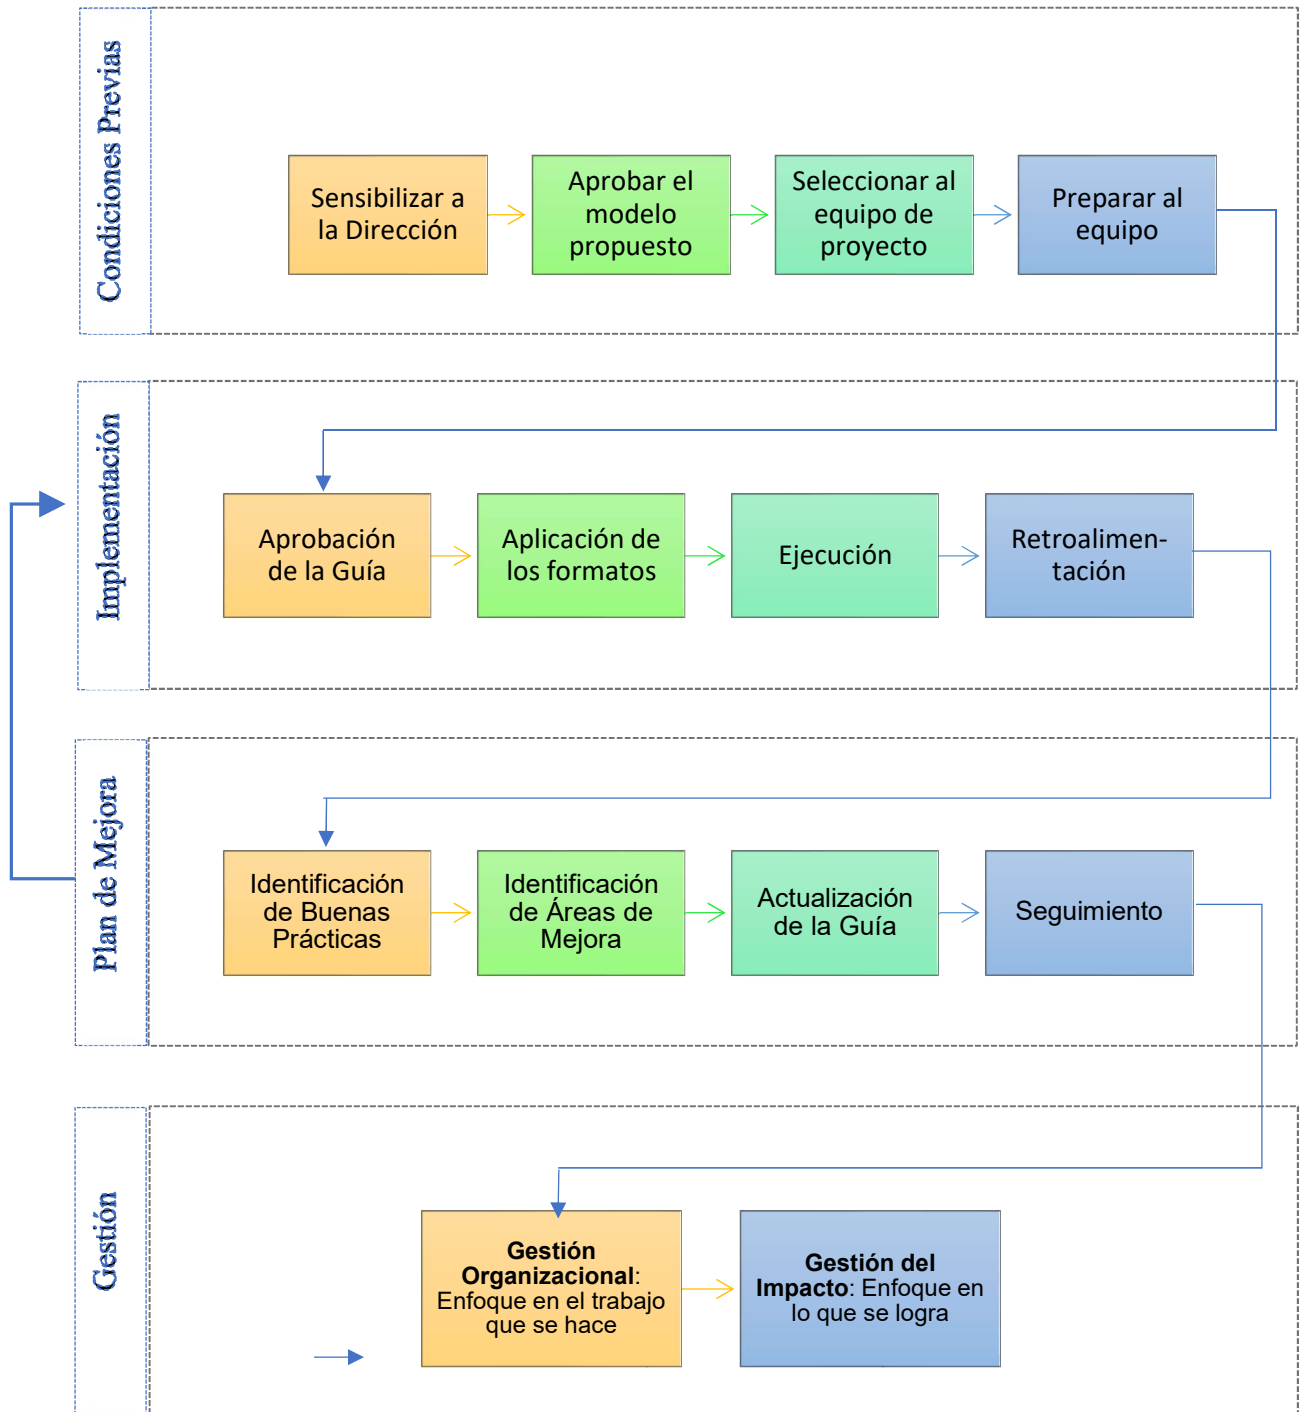 Condiciones Previas
Sensibilizar a
la Dirección
Aprobar el
modelo
propuesto
Seleccionar al
equipo de
proyecto
Preparar al
equipo
Implementación
Aprobación
de la Guía
Aplicación de
los formatos
Ejecución
Retroalimen-
tación
Plan de Mejora
Identificación
de Buenas
Prácticas
Identificación
de Áreas de
Mejora
Actualización
de la Guía
Seguimiento
Gestión
Gestión
Organizacional:
Enfoque en el trabajo
que se hace
Gestión del
Impacto: Enfoque en
lo que se logra